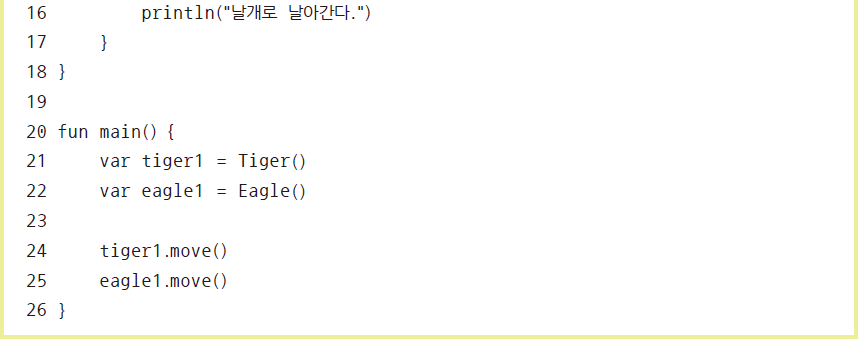 16         println("날개로 날아간다.")
17     }
18 }
19
20 fun main() {
21     var tiger1 = Tiger()
22     var eagle1 = Eagle()
23
24     tiger1.move()
25     eagle1.move()
26 }